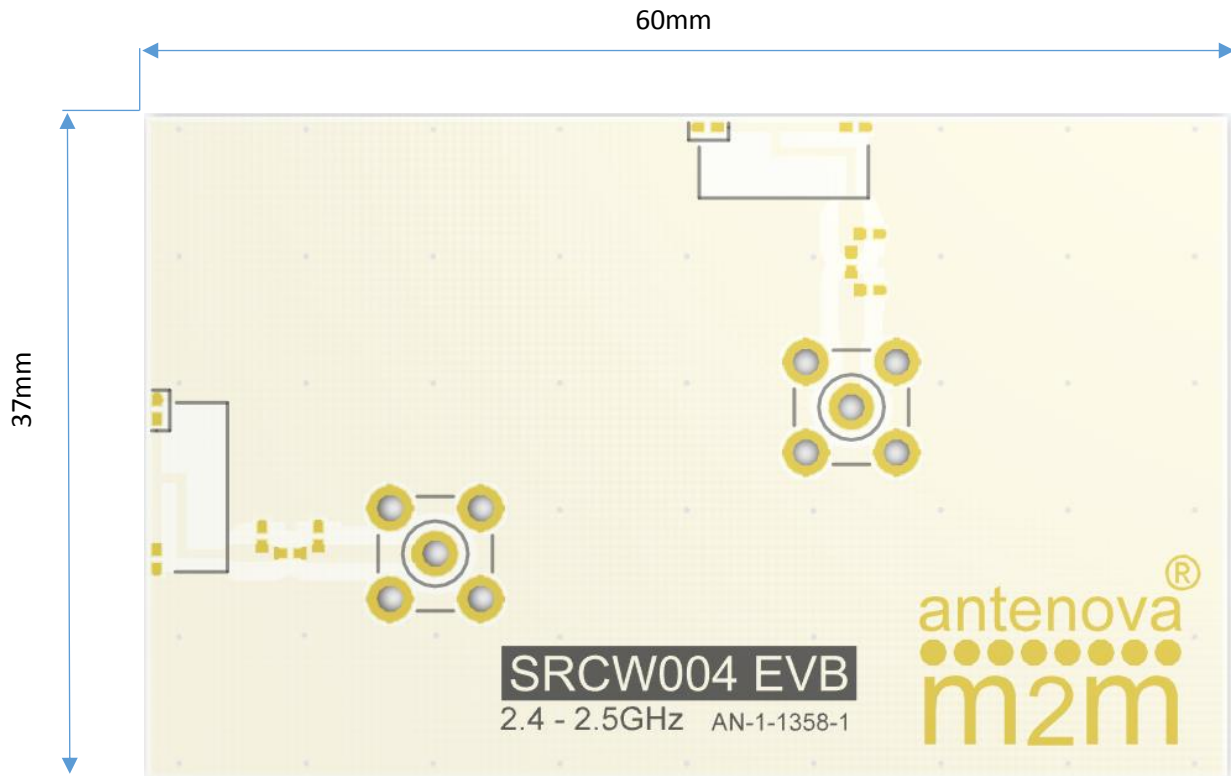 60mm
37mm
®
antenova
m2m
SRCW004 EVB
2.4 - 2.5GHz AN-1-1358-1